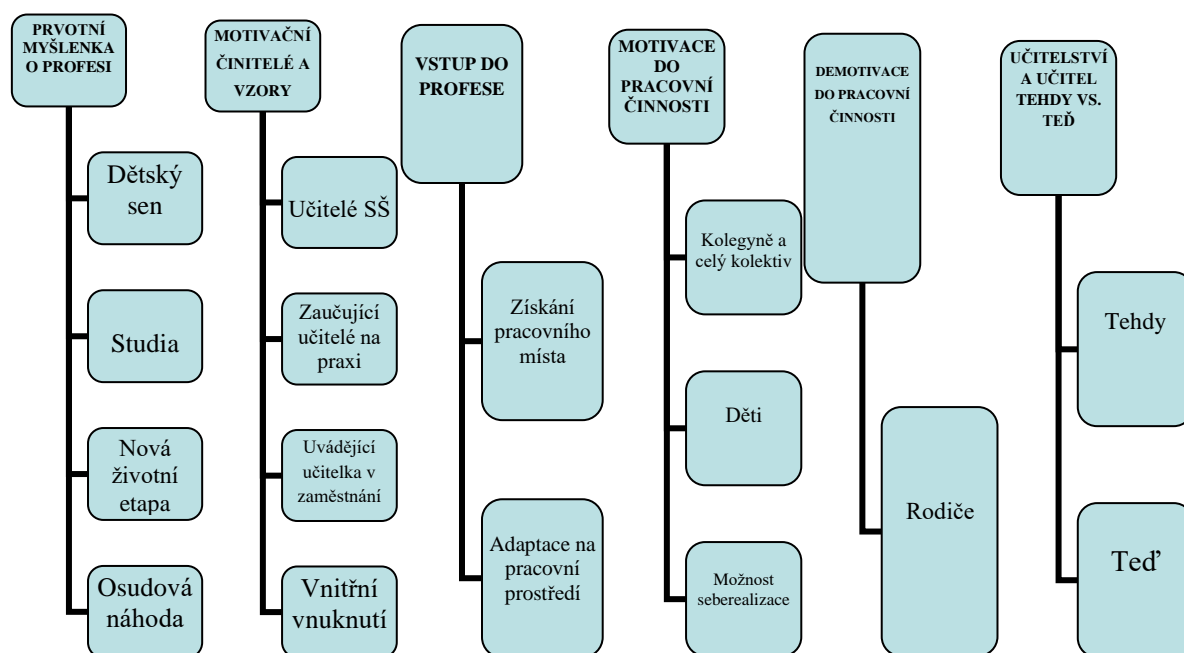 PRVOTNÍ
MYŠLENKA
O PROFESI
Dětský
sen
Studia
Nová
životní
etapa
Osudová
náhoda
MOTIVAČNÍ
ČINITELÉ A
VZORY
Učitelé SŠ
Zaučující
učitelé na
praxi
Uvádějící
učitelka v
zaměstnání
Vnitřní
vnuknutí
VSTUP DO
PROFESE
Získání
pracovního
místa
Adaptace na
pracovní
prostředí
MOTIVACE
DO
PRACOVNÍ
ČINNOSTI
Kolegyně a
celý kolektiv
Děti
Možnost
seberealizace
DEMOTIVACE
DO PRACOVNÍ
ČINNOSTI
Rodiče
UČITELSTVÍ
A UČITEL
TEHDY VS.
TEĎ
Tehdy
Teď